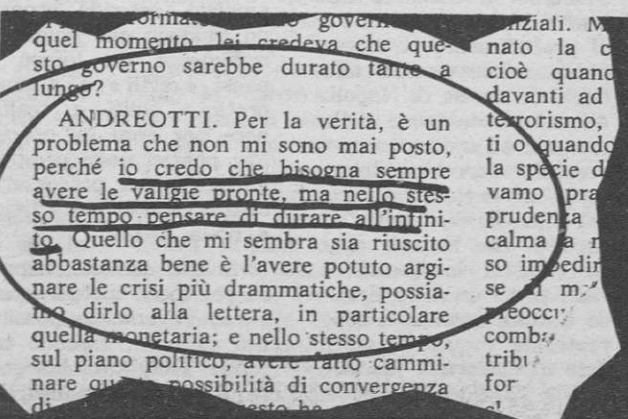 quel momento, lei credeva che que-
sto governo sarebbe durato tanto a
lungo?
ANDREOTTI. Per la verità, è un
problema che non mi sono mai posto,
perché io credo che bisogna sempre
avere le valigie pronte, ma nello stes-
so tempo pensare di durare all'infini-
to. Quello che mi sembra sia riuscito
abbastanza bene è l'avere potuto argi-
nare le crisi più drammatiche, possia-
mo dirlo alla lettera, in particolare
quella monetaria; e nello stesso tempo,
sul piano politico, avere fatto cammi-
nare possibilità di convergenza
di
nziali.
nato la c
cioè quand
davanti ad
terrorismo,
ti o quando
la specie d
vamo pra
prudenza
calma a
so impedir
se
preoccu
comb
trib
for